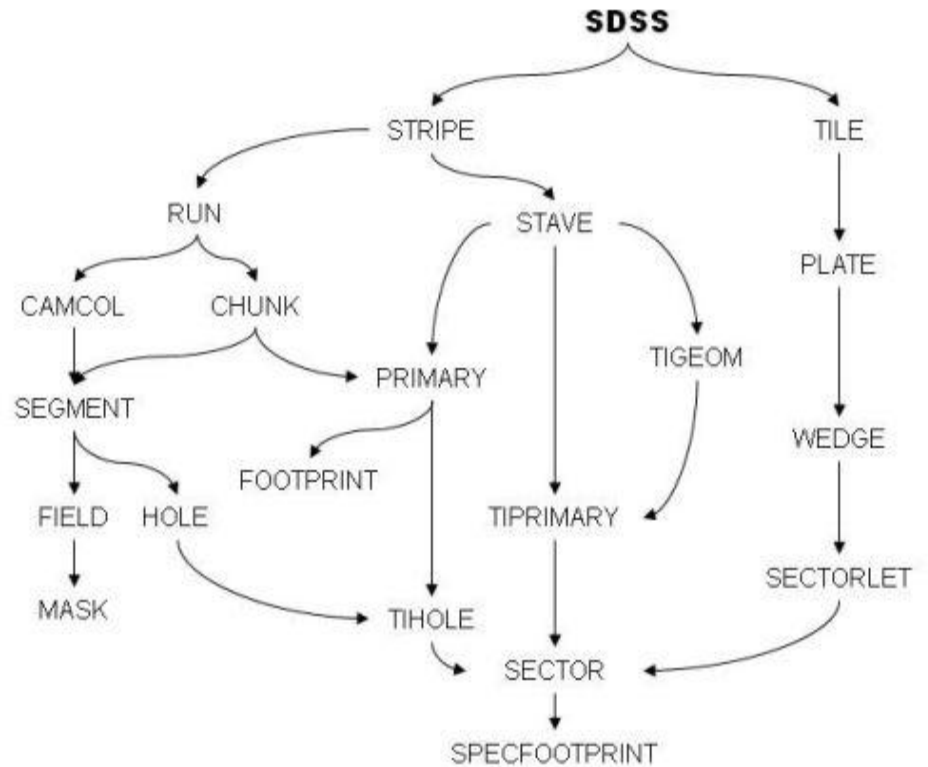 SDSS
STRIPE
TILE
RUN
STAVE
PLATE
CAMCOL
CHUNK
TIGEOM
PRIMARY
SEGMENT
WEDGE
FOOTPRINT
FIELD
HOLE
TIPRIMARY
SECTORLET
MASK
TIHOLE
SECTOR
SPECFOOTPRINT